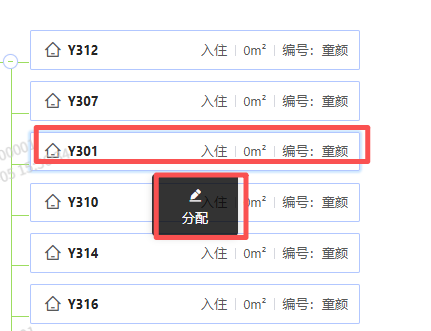 Y312 入住 0m² 编号：童颜
Y307 入住 0m² 编号：童颜
Y301 入住 0m² 编号：童颜
Y310 入住 0m² 编号：童颜
分配
Y314 入住 0m² 编号：童颜
Y316 入住 0m² 编号：童颜